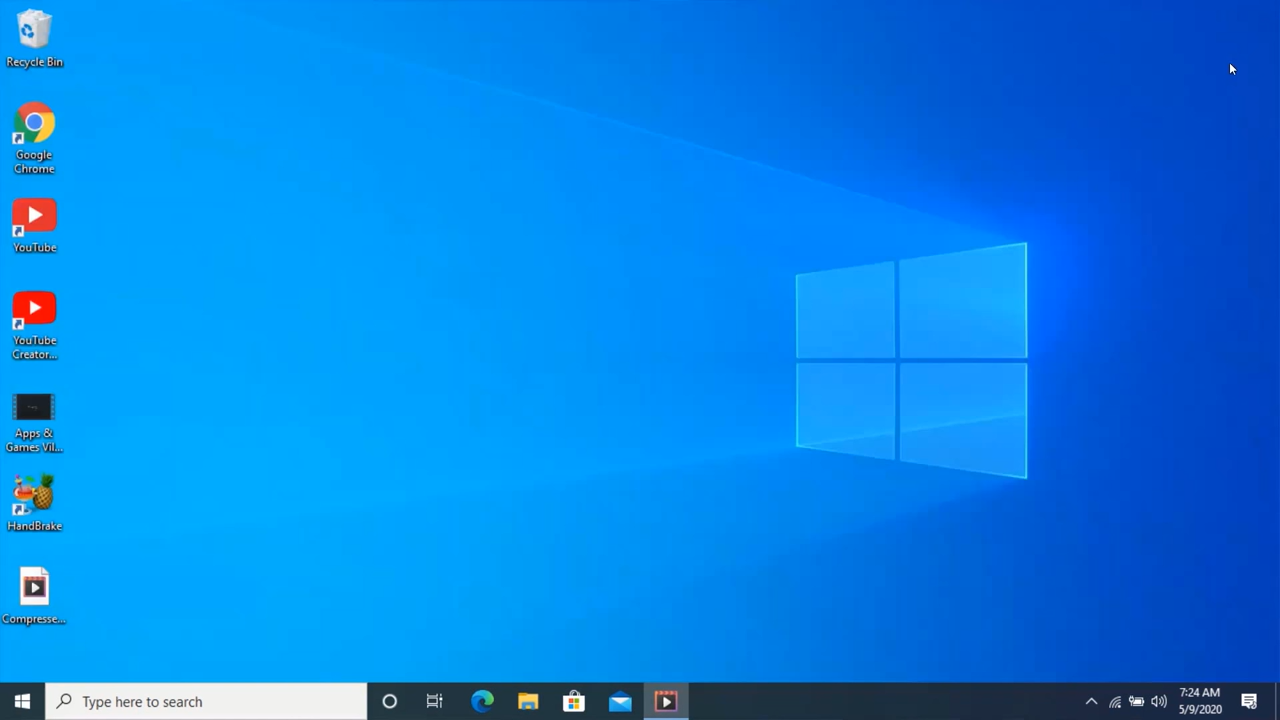 Recycle Bin
Google
Chrome
YouTube
YouTube
Creator...
Apps &
Games Vil...
HandBrake
Compresse...
Type here to search
7:24 AM
5/9/2020